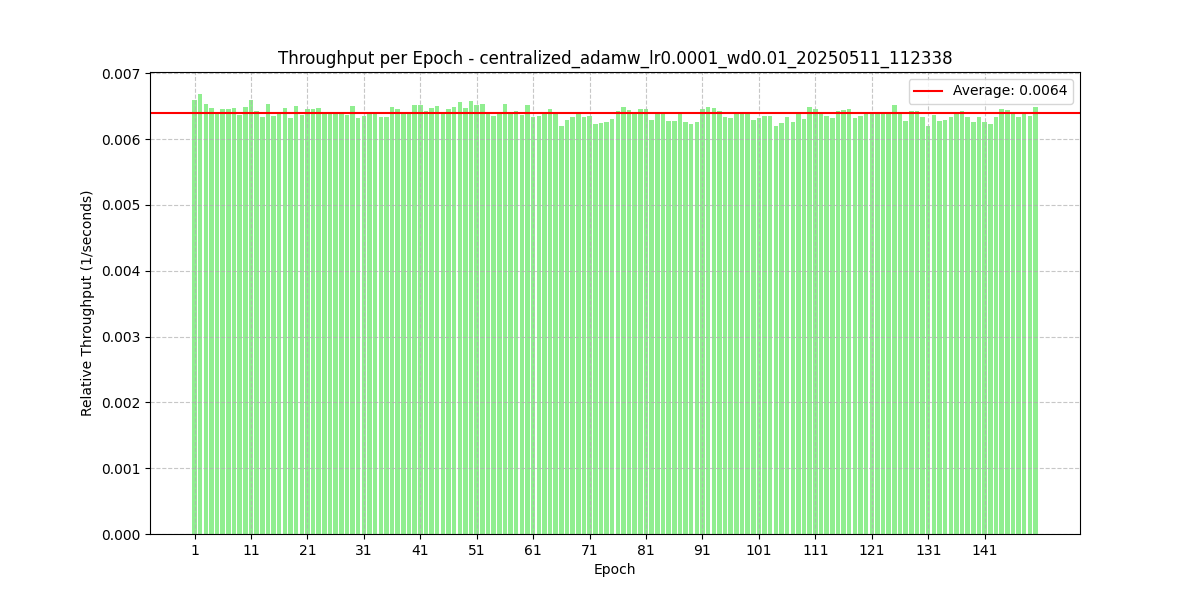 Throughput per Epoch - centralized_adamw_lr0.0001_wd0.01_20250511_112338
Average: 0.0064
Relative Throughput (1/seconds)
0.007
0.006
0.005
0.004
0.003
0.002
0.001
0.000
1 11 21 31 41 51 61 71 81 91 101 111 121 131 141
Epoch